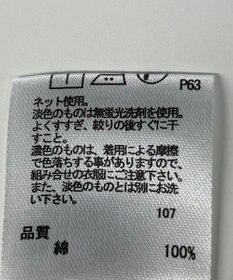 P63
ネット使用。
淡色のものは無蛍光洗剤を使用。
よくすすぎ、絞りの後すぐに干
すこと。
濃色のものは、着用による摩擦
で色落ちする事がありますので、
組み合せの衣服にご注意下さい。
また、淡色のものとは別にお洗
い下さい。
107
品質
綿 100%